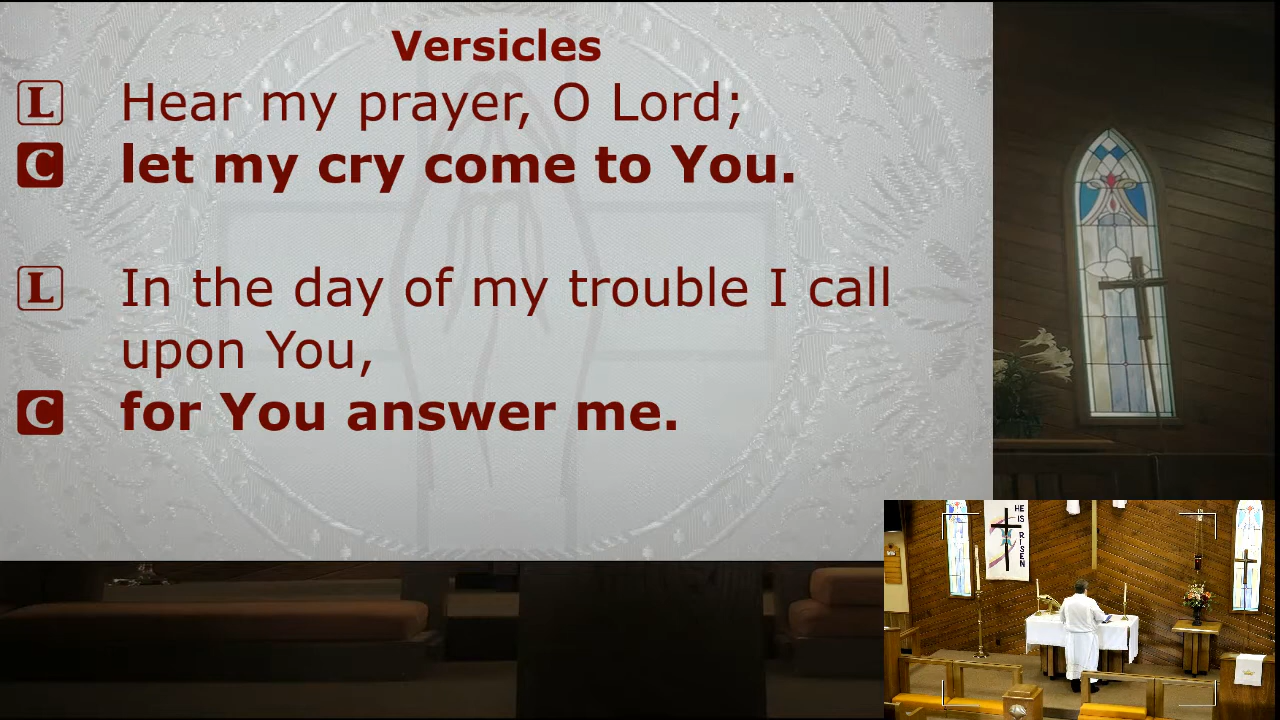 Versicles
L Hear my prayer, O Lord;
C let my cry come to You.
L In the day of my trouble I call
upon You,
C for You answer me.
HE
IS
RISEN